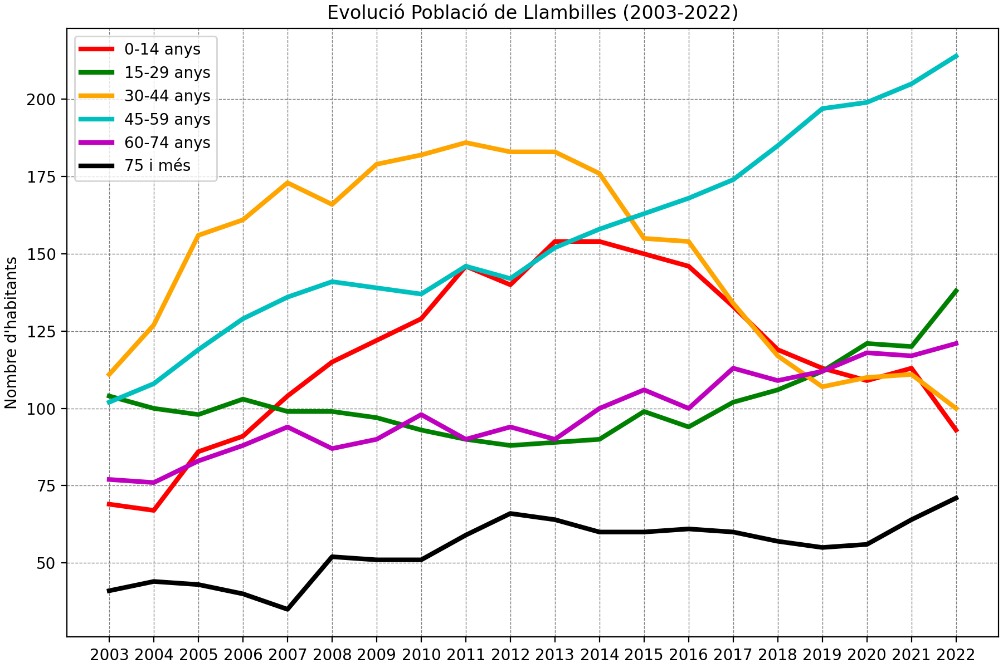 Evolució Població de Llambilles (2003-2022)
0-14 anys
15-29 anys
30-44 anys
45-59 anys
60-74 anys
75 i més
Nombre d'habitants
200
175
150
125
100
75
50
2003 2004 2005 2006 2007 2008 2009 2010 2011 2012 2013 2014 2015 2016 2017 2018 2019 2020 2021 2022